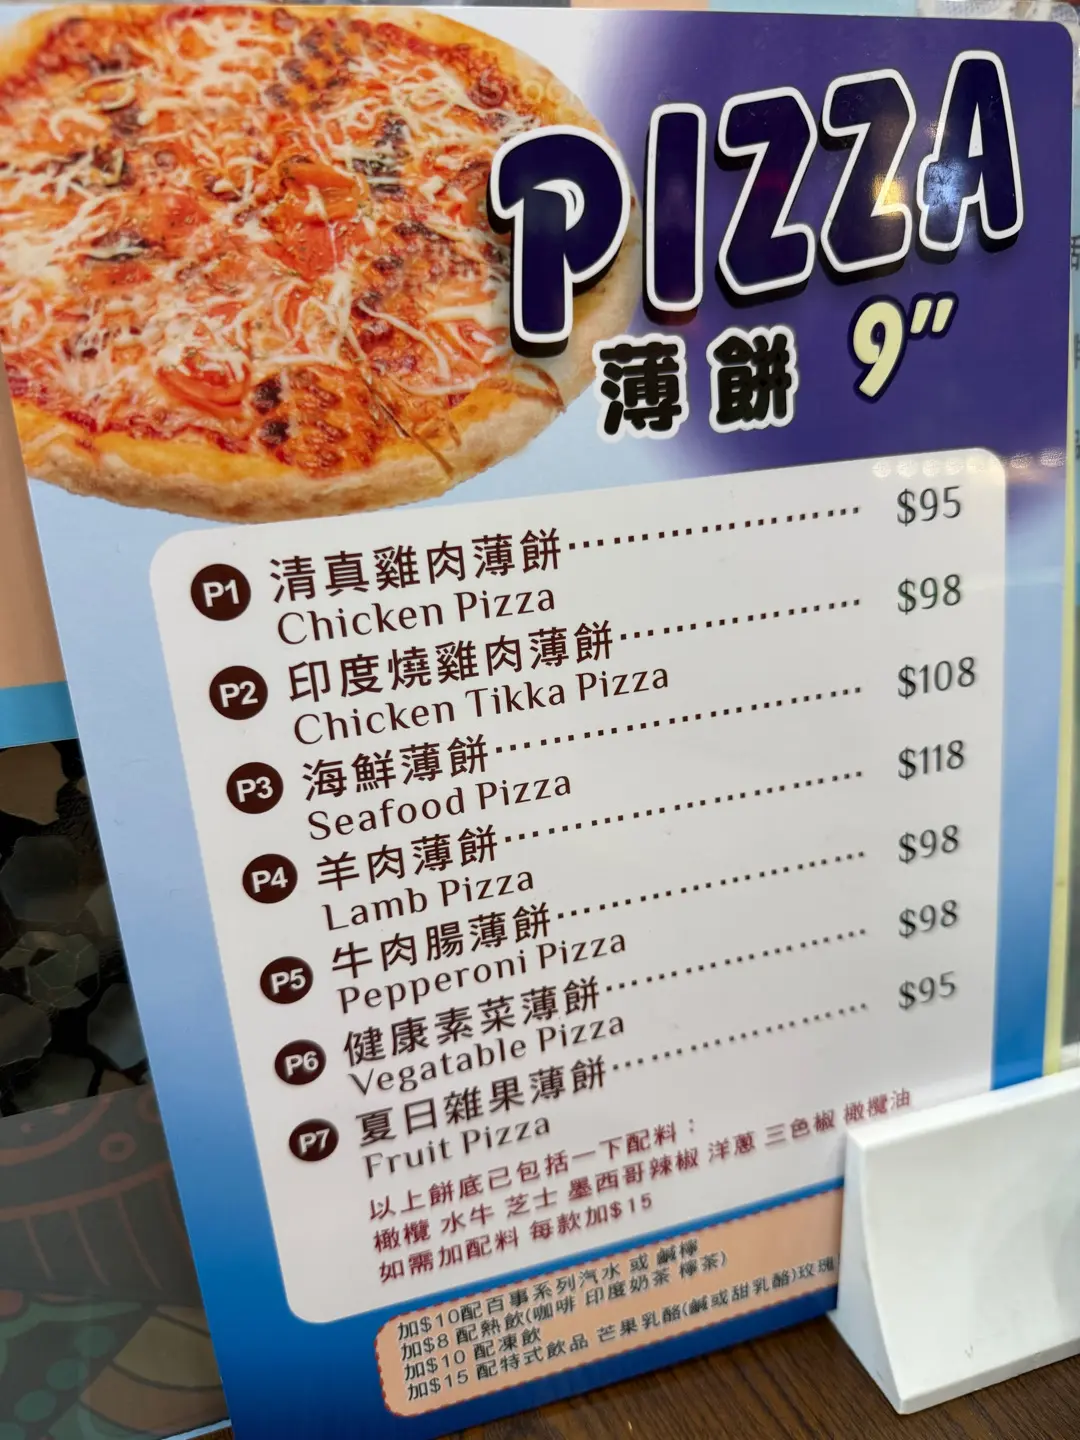 PIZZA
薄餅 9"
P1 清真雞肉薄餅 $95
Chicken Pizza
P2 印度燒雞肉薄餅 $98
Chicken Tikka Pizza
P3 海鮮薄餅 $108
Seafood Pizza
P4 羊肉薄餅 $118
Lamb Pizza
P5 牛肉腸薄餅 $98
Pepperoni Pizza
P6 健康素菜薄餅 $98
Vegatable Pizza
P7 夏日雜果薄餅 $95
Fruit Pizza
以上餅底已包括一下配料：
橄欖 水牛 芝士 墨西哥辣椒 洋蔥 三色椒 橄欖油
如需加配料 每款加$15
加$10配百事系列汽水 或 鹹檸
加$8 配熱飲(咖啡 印度奶茶 檸茶)
加$10 配凍飲
加$15 配特式飲品 芒果乳酪(鹹或甜乳酪)玫瑰